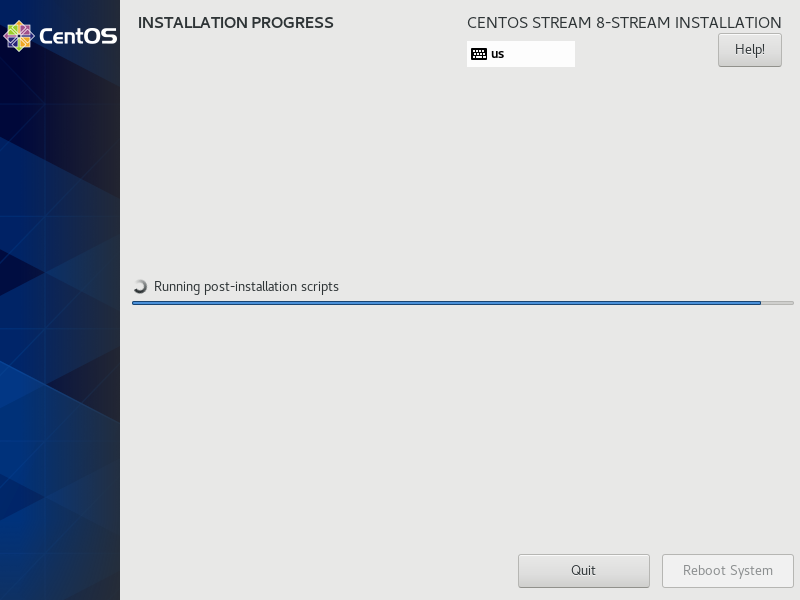 CentOS
INSTALLATION PROGRESS
CENTOS STREAM 8-STREAM INSTALLATION
us
Help!
Running post-installation scripts
Quit
Reboot System